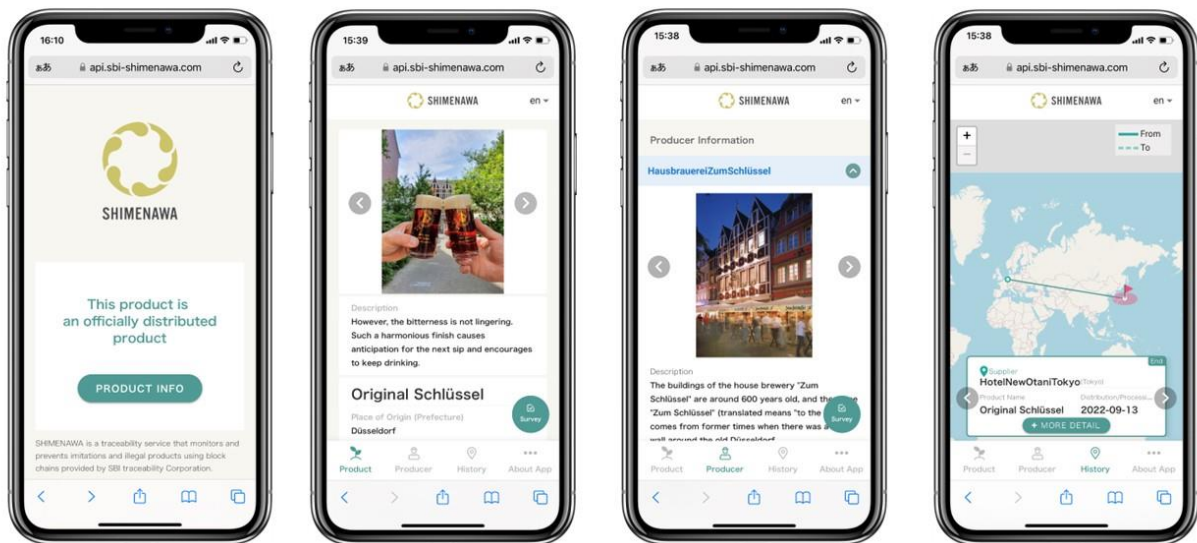 16:10
ぁあ api.sbi-shimenawa.com
SHIMENAWA
This product is
an officially distributed
product
PRODUCT INFO
SHIMENAWA is a traceability service that monitors and
prevents imitations and illegal products using block
chains provided by SBI traceability Corporation.
15:39
ぁあ api.sbi-shimenawa.com
SHIMENAWA en
Description
However, the bitterness is not lingering.
Such a harmonious finish causes
anticipation for the next sip and encourages
to keep drinking.
Original Schlüssel
Place of Origin (Prefecture)
Düsseldorf
Survey
Product Producer History About App
15:38
ぁあ api.sbi-shimenawa.com
SHIMENAWA en
Producer Information
HausbrauereiZumSchlüssel
Description
The buildings of the house brewery "Zum
Schlüssel" are around 600 years old, and the
"Zum Schlüssel" (translated means "to the
comes from former times when there was a
wall around the old Düsseldorf
Survey
Product Producer History About App
15:38
ぁあ api.sbi-shimenawa.com
SHIMENAWA en
+
From
− To
End
Supplier
HotelNewOtaniTokyo (Tokyo)
Product Name Distribution/Processi...
Original Schlüssel 2022-09-13
+ MORE DETAIL
Product Producer History About App